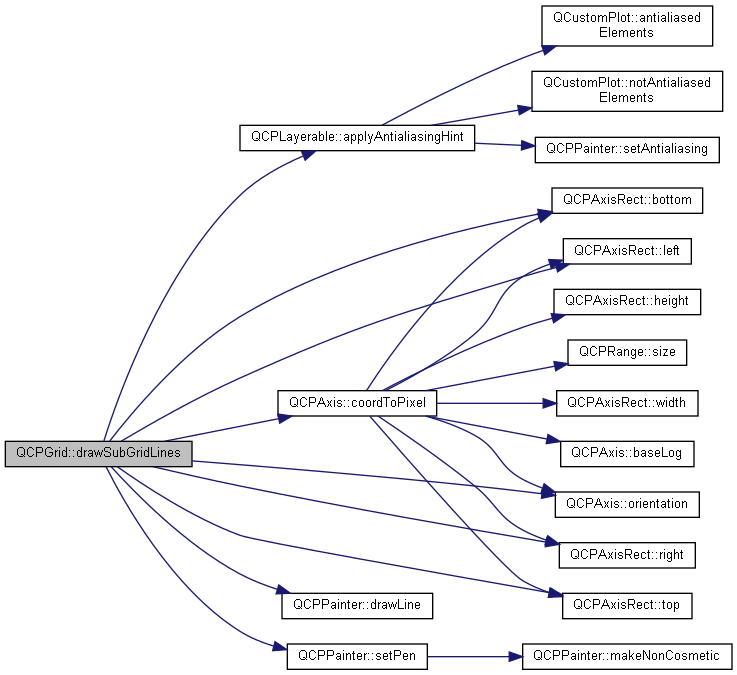 QCustomPlot::antialiased
Elements
QCustomPlot::notAntialiased
Elements
QCPLayerable::applyAntialiasingHint
QCPPainter::setAntialiasing
QCPAxisRect::bottom
QCPAxisRect::left
QCPAxisRect::height
QCPRange::size
QCPAxis::coordToPixel
QCPAxisRect::width
QCPGrid::drawSubGridLines
QCPAxis::baseLog
QCPAxis::orientation
QCPAxisRect::right
QCPPainter::drawLine
QCPAxisRect::top
QCPPainter::setPen
QCPPainter::makeNonCosmetic